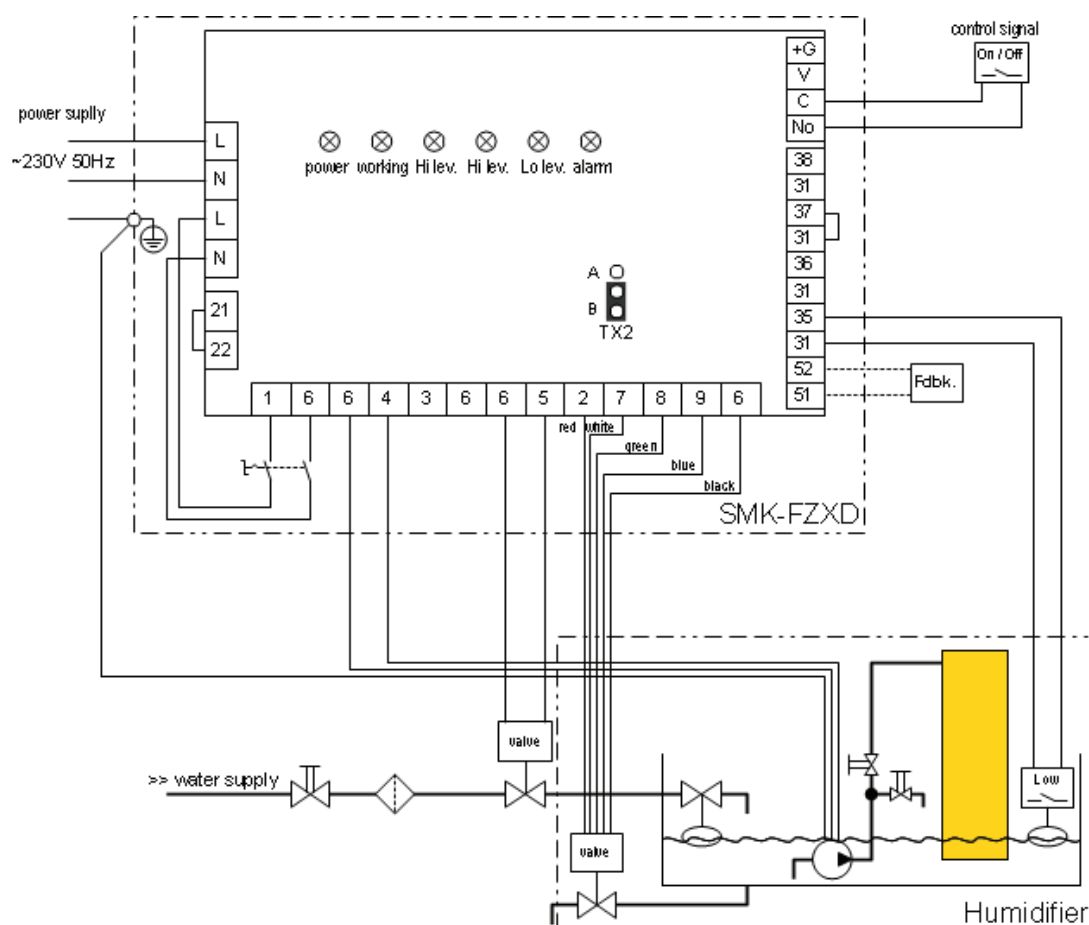 control signal
On / Off
+G
V
C
No
38
31
37
31
36
31
35
31
52
51
Fdbk.
power suplly
~230V 50Hz
L
N
L
N
21
22
power working Hi lev. Hi lev. Lo lev. alarm
A
B
TX2
1 6 6 4 3 6 6 5 2 7 8 9 6
red white
green
blue
black
SMK-FZXD
valve
>> water supply
Low
valve
Humidifier